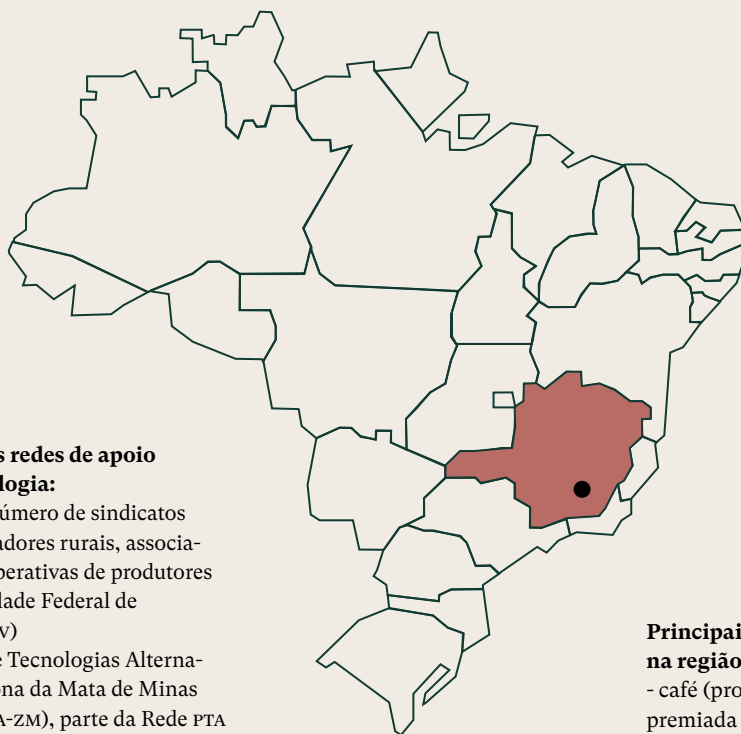 s redes de apoio
logia:
úmero de sindicatos
adores rurais, associa-
perativas de produtores
dade Federal de
v)
e Tecnologias Alterna-
ona da Mata de Minas
A-ZM), parte da Rede PTA
Principai
na região
- café (pro
premiada